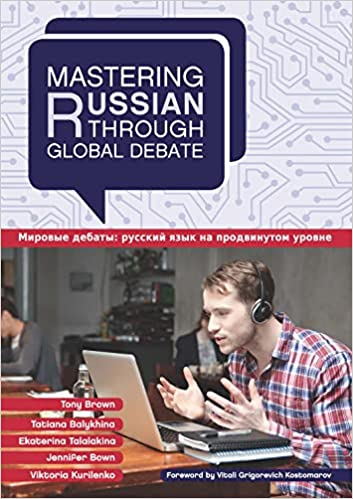 MASTERING
RUSSIAN
THROUGH
GLOBAL DEBATE
Мировые дебаты: русский язык на продвинутом уровне
Tony Brown
Tatiana Balykhina
Ekaterina Talalakina
Jennifer Bown
Viktoria Kurilenko
Foreword by Vitali Grigorevich Kostomarov